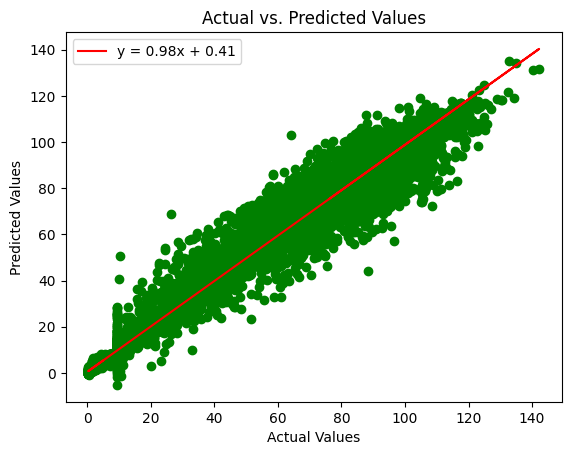 Actual vs. Predicted Values
y = 0.98x + 0.41
Predicted Values
140
120
100
80
60
40
20
0
0 20 40 60 80 100 120 140
Actual Values